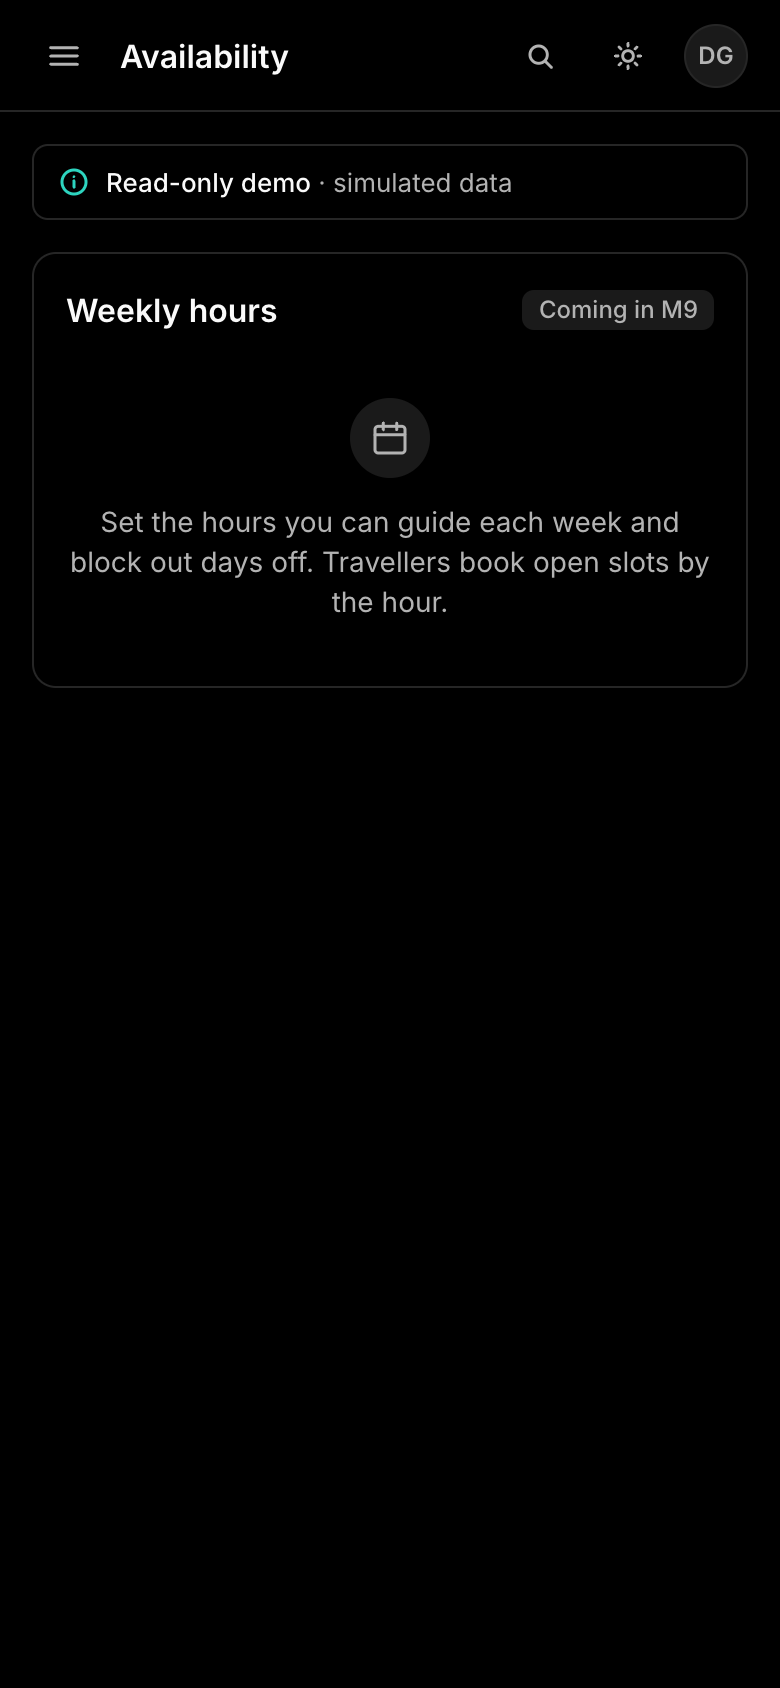 Availability
DG
Read-only demo · simulated data
Weekly hours
Coming in M9
Set the hours you can guide each week and
block out days off. Travellers book open slots by
the hour.